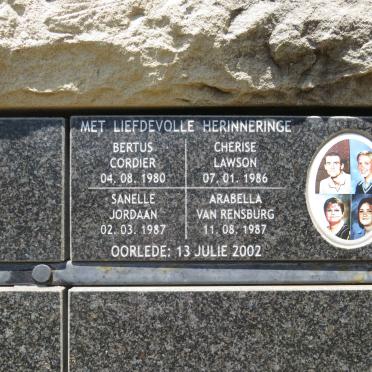 MET LIEFDEVOLLE HERINNERINGE
BERTUS
CORDIER
04. 08. 1980
CHERISE
LAWSON
07. 01. 1986
SANELLE
JORDAAN
02. 03. 1987
ARABELLA
VAN RENSBURG
11. 08. 1987
OORLEDE: 13 JULIE 2002